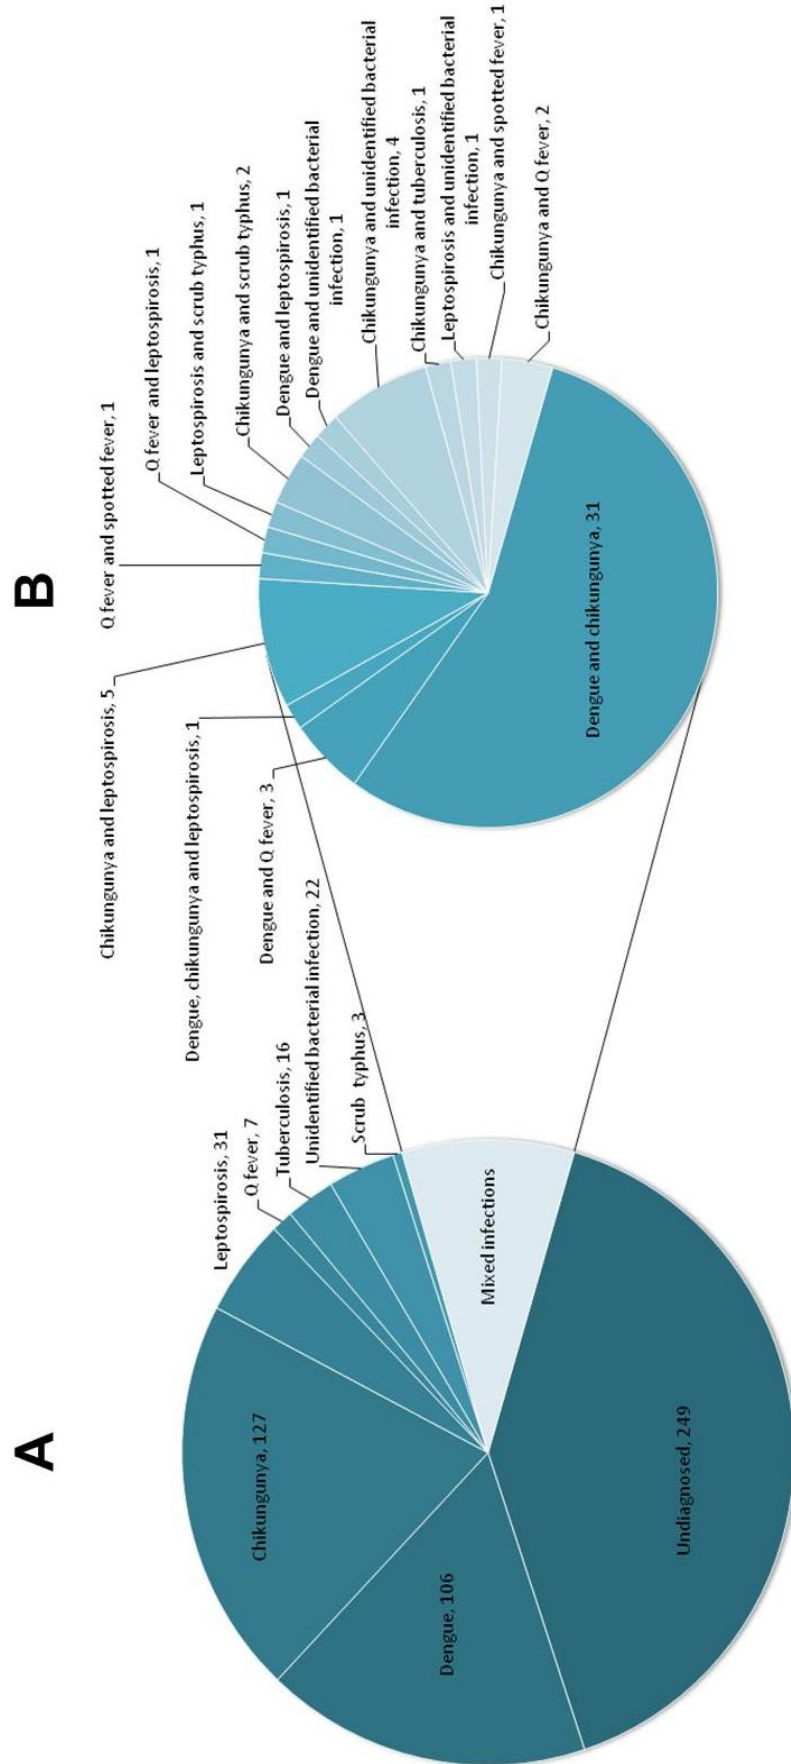 A
Chikungunya, 127
Dengue, 106
Undiagnosed, 249
Leptospirosis, 31
Q fever, 7
Tuberculosis, 16
Unidentified bacterial infection, 22
Scrub typhus, 3
Mixed infections
B
Chikungunya and leptospirosis, 5
Dengue, chikungunya and leptospirosis, 1
Dengue and Q fever, 3
Q fever and spotted fever, 1
Q fever and leptospirosis, 1
Leptospirosis and scrub typhus, 1
Chikungunya and scrub typhus, 2
Dengue and leptospirosis, 1
Dengue and unidentified bacterial
infection, 1
Chikungunya and unidentified bacterial
infection, 4
Chikungunya and tuberculosis, 1
Leptospirosis and unidentified bacterial
infection, 1
Chikungunya and spotted fever, 1
Chikungunya and Q fever, 2
Dengue and chikungunya, 31